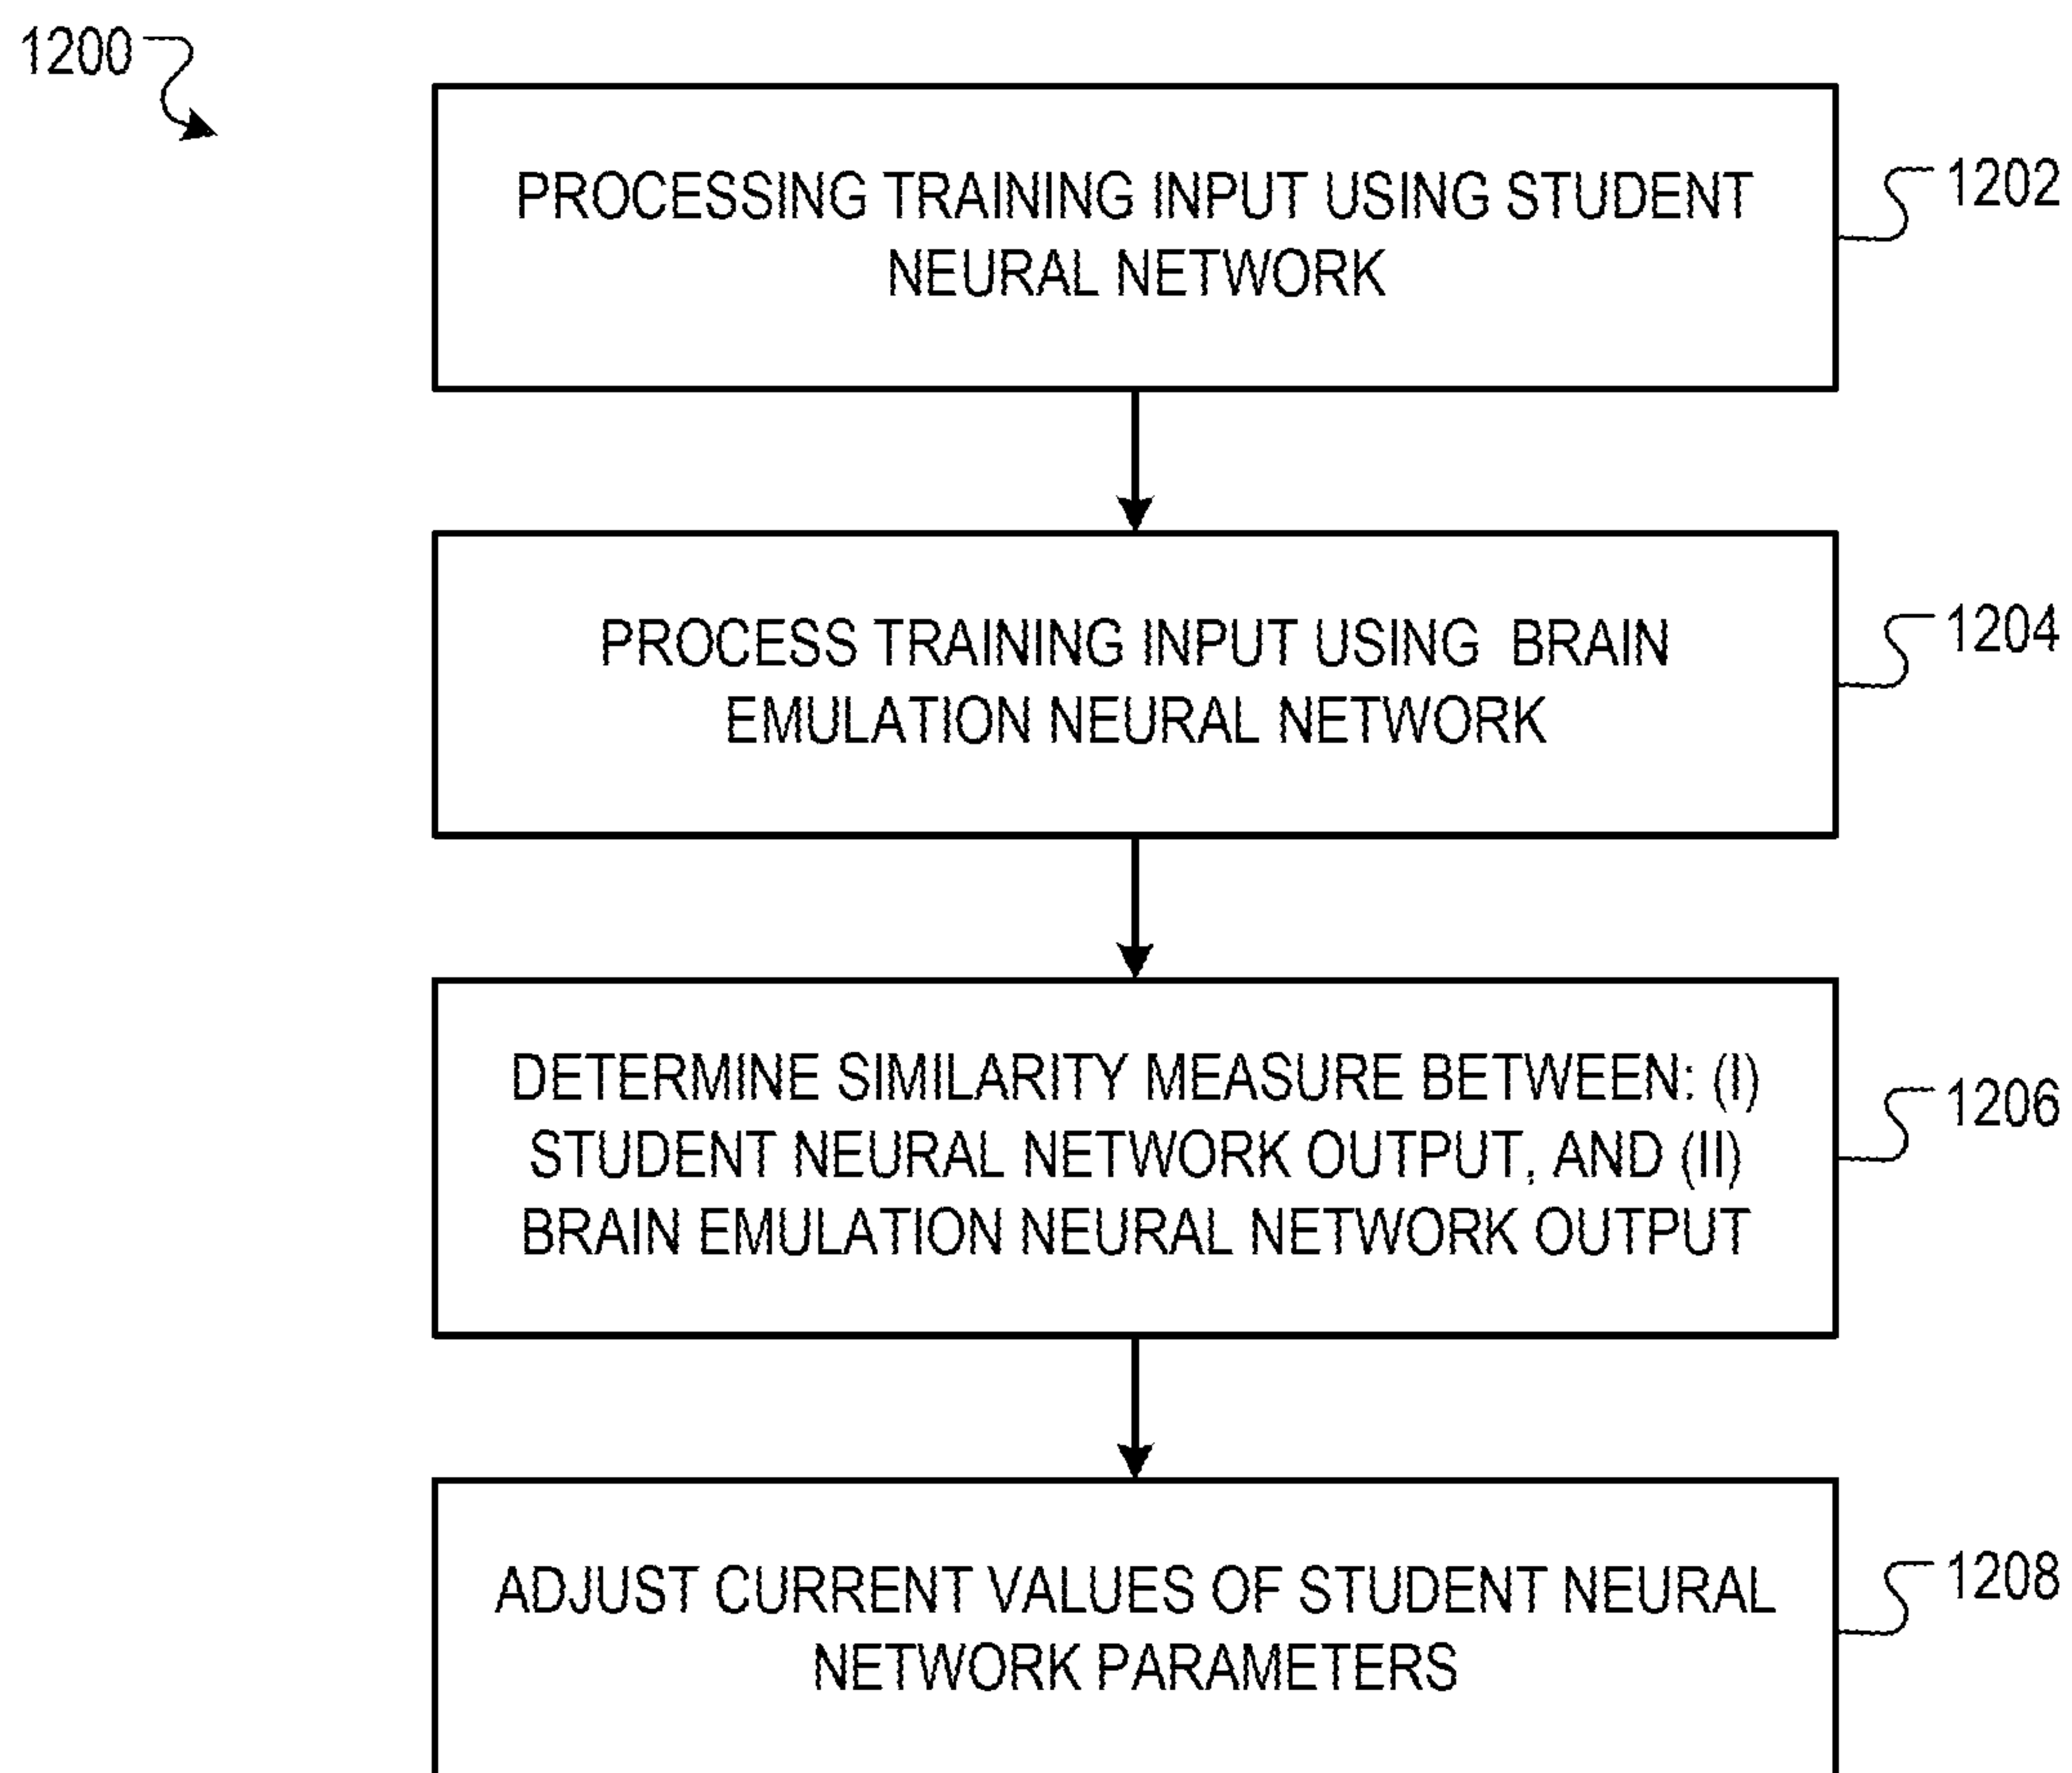 1200
PROCESSING TRAINING INPUT USING STUDENT
NEURAL NETWORK
1202
PROCESS TRAINING INPUT USING BRAIN
EMULATION NEURAL NETWORK
1204
DETERMINE SIMILARITY MEASURE BETWEEN: (I)
STUDENT NEURAL NETWORK OUTPUT, AND (II)
BRAIN EMULATION NEURAL NETWORK OUTPUT
1206
ADJUST CURRENT VALUES OF STUDENT NEURAL
NETWORK PARAMETERS
1208